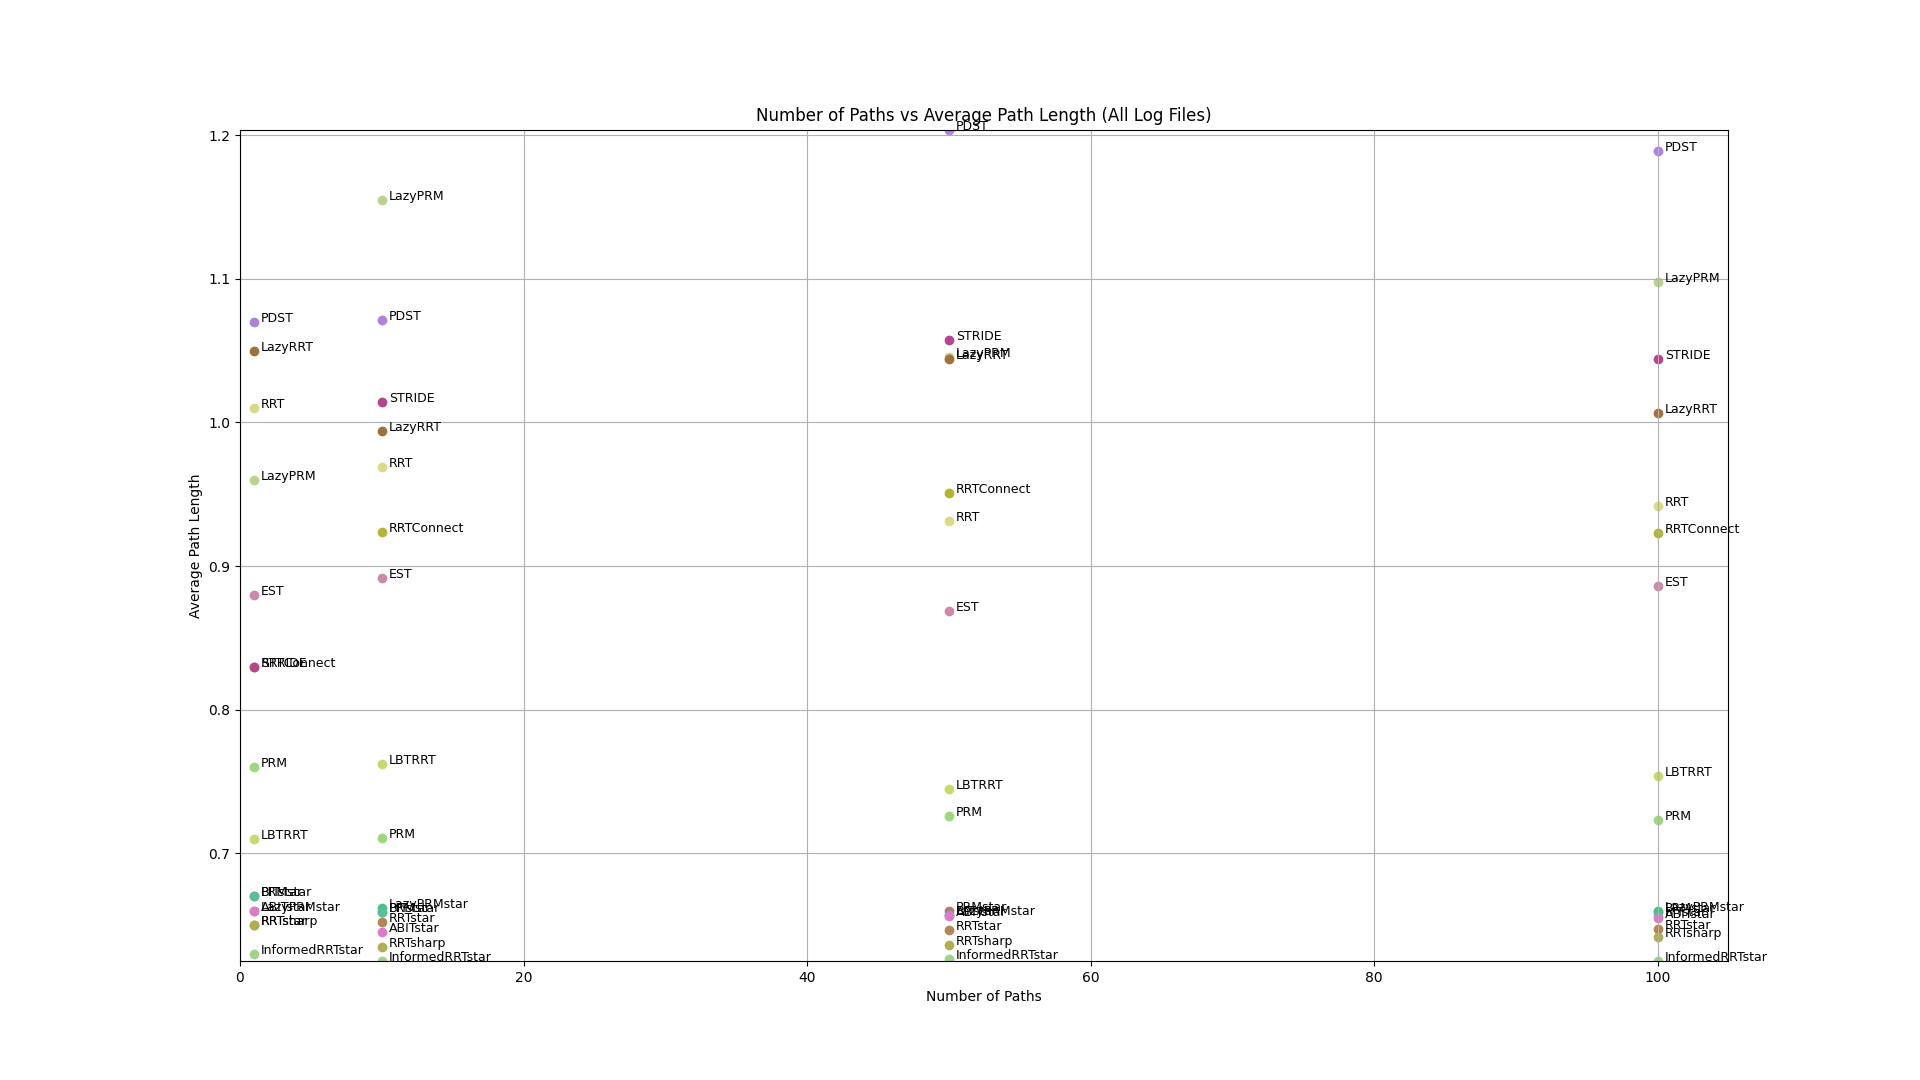 Number of Paths vs Average Path Length (All Log Files)
1.2
1.1
1.0
0.9
0.8
0.7
Average Path Length
PDST
LazyRRT
RRT
LazyPRM
EST
PRM
LBTRRT
InformedRRTstar
LazyPRM
PDST
STRIDE
LazyRRT
RRT
RRTConnect
EST
LBTRRT
PRM
LazyPRMstar
RRTstar
ABITstar
RRTsharp
InformedRRTstar
PDST
STRIDE
LazyPRM
LazyRRT
RRTConnect
RRT
EST
LBTRRT
PRM
PRMstar
RRTstar
RRTsharp
InformedRRTstar
PDST
LazyPRM
STRIDE
LazyRRT
RRT
RRTConnect
EST
LBTRRT
PRM
RRTstar
RRTsharp
InformedRRTstar
0
20
40
60
80
100
Number of Paths